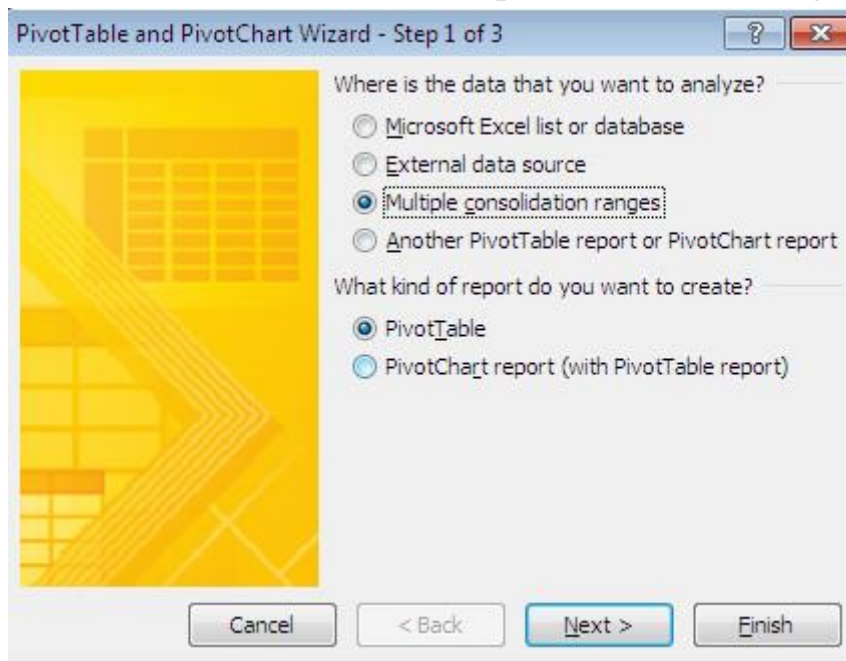 PivotTable and PivotChart Wizard - Step 1 of 3
Where is the data that you want to analyze?
Microsoft Excel list or database
External data source
Multiple consolidation ranges
Another PivotTable report or PivotChart report
What kind of report do you want to create?
PivotTable
PivotChart report (with PivotTable report)
Cancel < Back Next > Finish